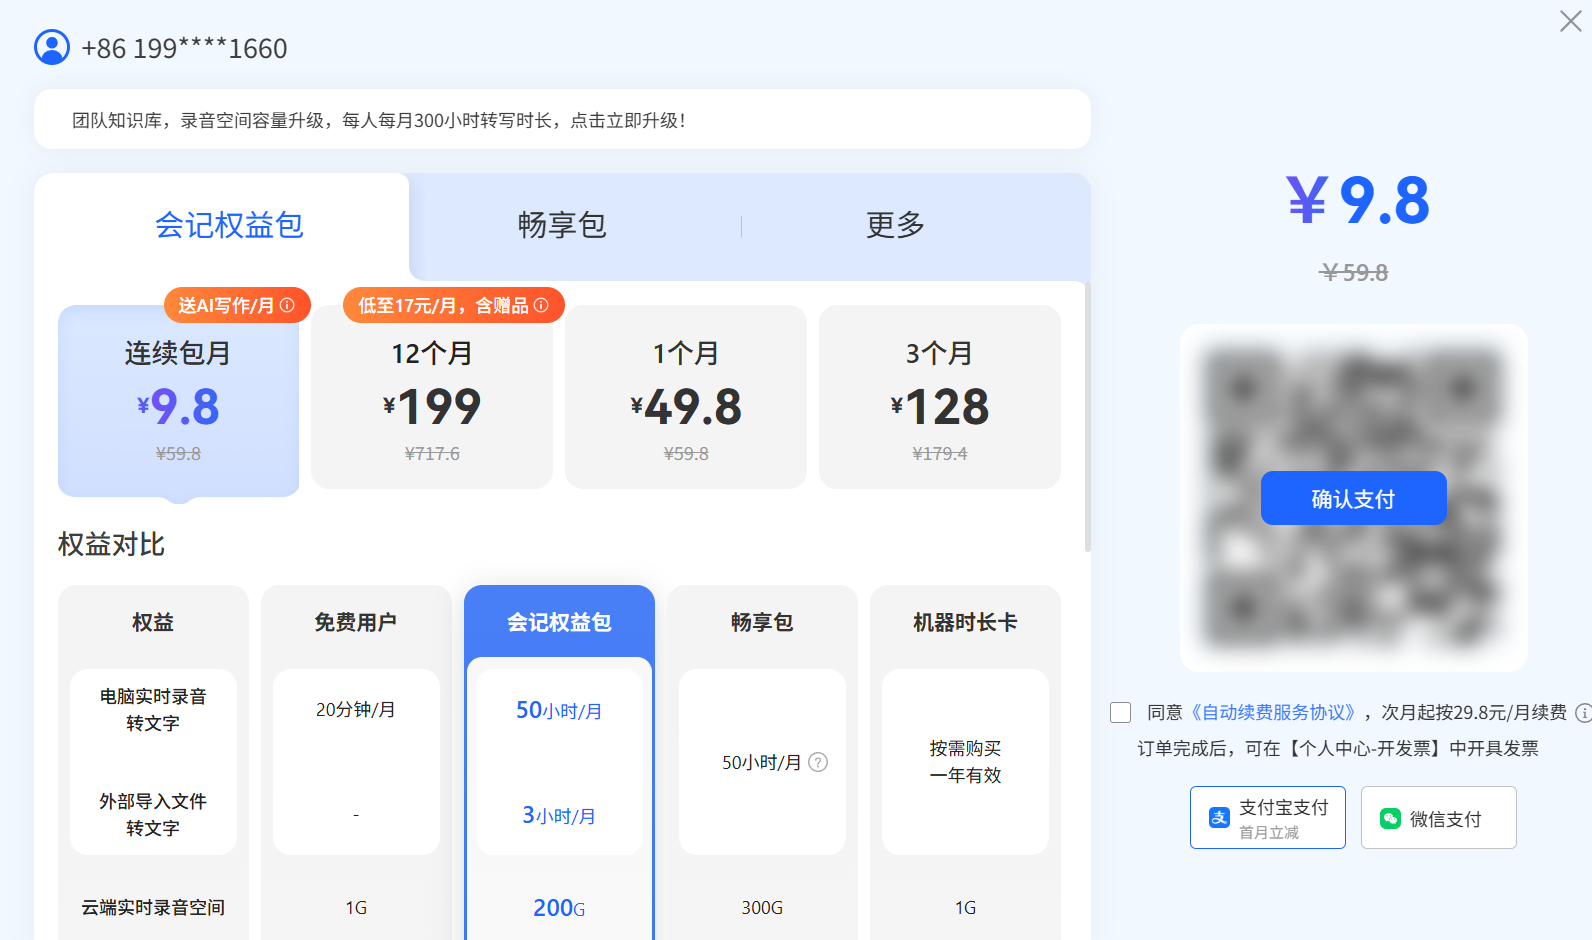 +86 199****1660
团队知识库，录音空间容量升级，每人每月300小时转写时长，点击立即升级！
会记权益包
畅享包
更多
送AI写作/月
连续包月
¥9.8
¥59.8
低至17元/月，含赠品
12个月
¥199
¥717.6
1个月
¥49.8
¥59.8
3个月
¥128
¥179.4
权益对比
权益
免费用户
会记权益包
畅享包
机器时长卡
电脑实时录音
转文字
20分钟/月
50小时/月
50小时/月 ?
按需购买
一年有效
外部导入文件
转文字
-
3小时/月
云端实时录音空间
1G
200G
300G
1G
¥9.8
¥59.8
确认支付
同意《自动续费服务协议》，次月起按29.8元/月续费
订单完成后，可在【个人中心-开发票】中开具发票
支付宝支付
首月立减
微信支付